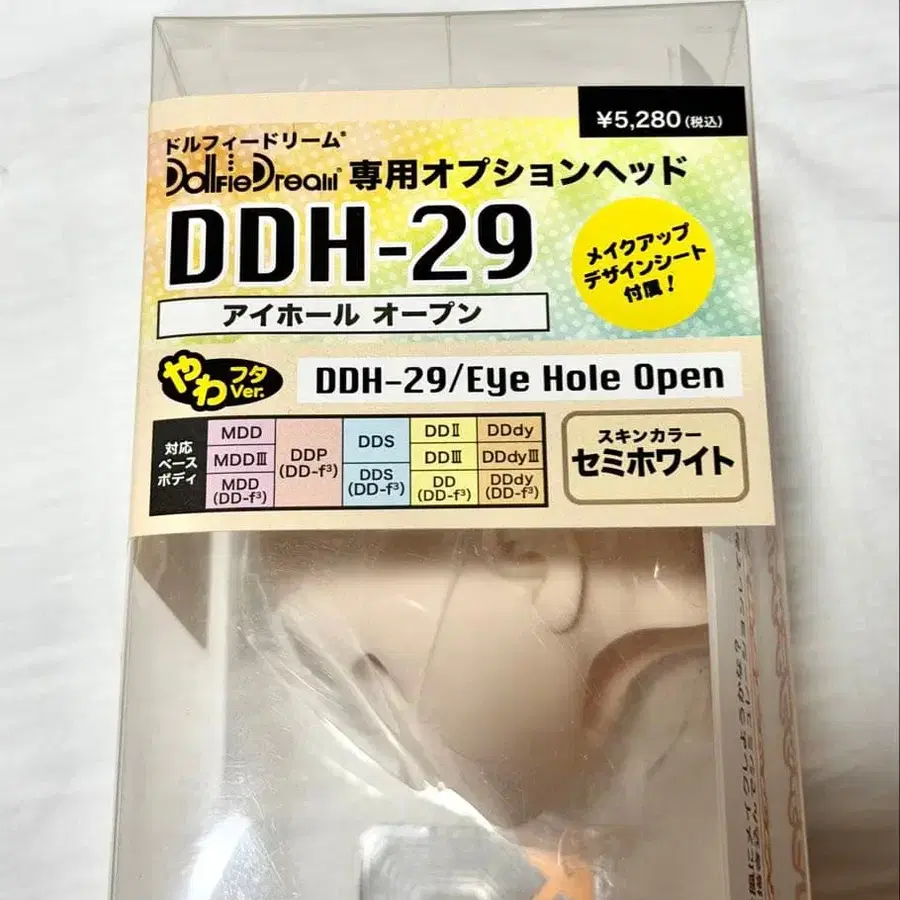 ¥5,280(税込)
ドルフィードリーム®
DollfieDream® 専用オプションヘッド
DDH-29
メイクアップ
デザインシート
付属!
アイホール オープン
やわフタ
Ver.
DDH-29/Eye Hole Open
対応
ベース
ボディ
MDD
MDDⅢ
MDD
(DD-f³)
DDP
(DD-f³)
DDS
DDS
(DD-f³)
DDⅡ
DDⅢ
DD
(DD-f³)
DDdy
DDdyⅢ
DDdy
(DD-f³)
スキンカラー
セミホワイト